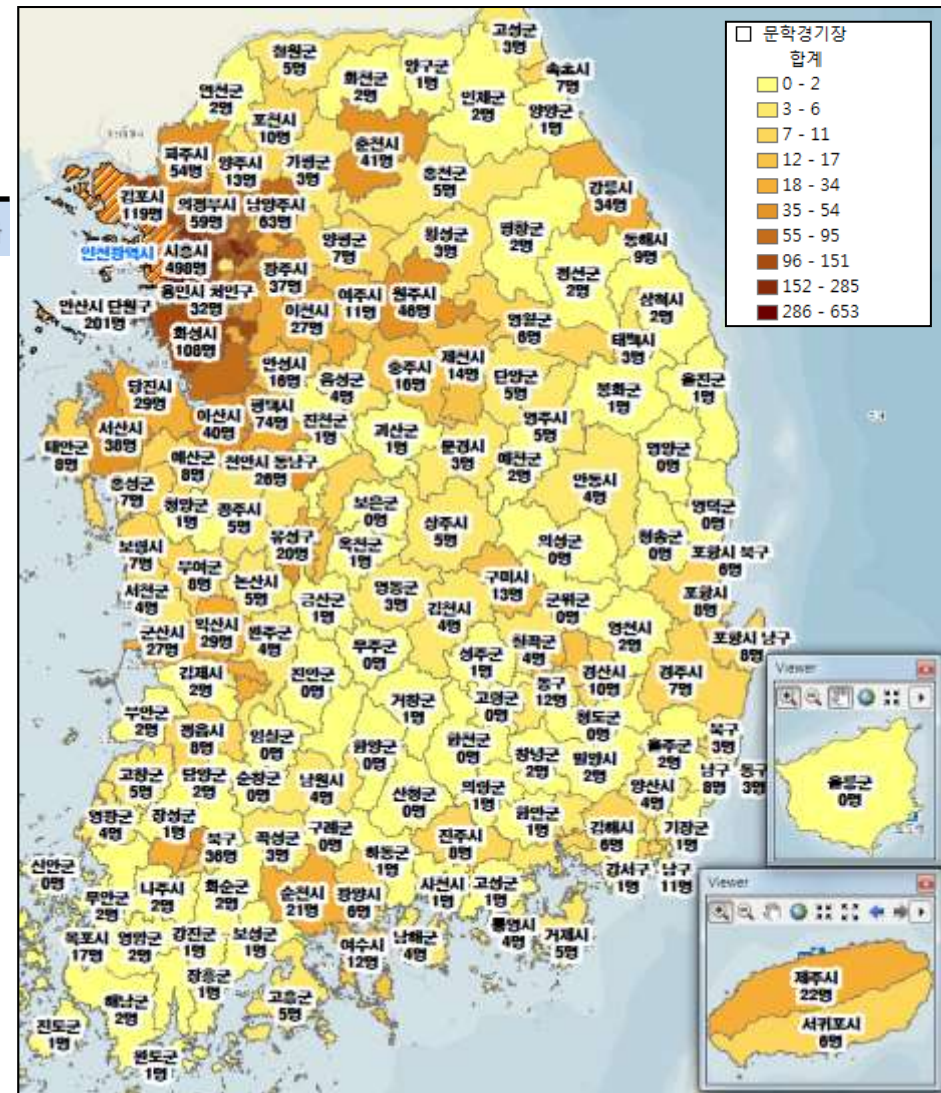 문학경기장
합계
0 - 2
3 - 6
7 - 11
12 - 17
18 - 34
35 - 54
55 - 95
96 - 151
152 - 285
286 - 653
고성군
3명
철원군
5명
화천군
2명
양구군
1명
속초시
7명
연천군
2명
인제군
2명
양양군
1명
포천시
10명
춘천시
41명
파주시
54명
양주시
13명
가평군
3명
홍천군
5명
강릉시
34명
김포시
119명
의정부시
59명
남양주시
63명
양평군
7명
횡성군
3명
평창군
2명
동해시
9명
인천광역시
시흥시
498명
광주시
37명
정선군
2명
삼척시
2명
안산시 단원구
201명
용인시 처인구
32명
이천시
27명
여주시
11명
원주시
46명
영월군
6명
태백시
3명
화성시
108명
안성시
16명
음성군
4명
충주시
16명
제천시
14명
단양군
5명
봉화군
1명
울진군
1명
당진시
29명
아산시
40명
평택시
74명
진천군
1명
괴산군
1명
영주시
5명
서산시
38명
태안군
8명
예산군
8명
천안시 동남구
26명
문경시
3명
예천군
2명
영양군
0명
안동시
4명
홍성군
7명
청양군
1명
공주시
5명
보은군
0명
상주시
5명
영덕군
0명
유성구
20명
옥천군
1명
의성군
0명
청송군
0명
포항시 북구
6명
보령시
7명
부여군
8명
논산시
5명
금산군
1명
영동군
3명
구미시
13명
군위군
0명
포항시
8명
서천군
4명
김천시
4명
군산시
27명
익산시
29명
완주군
4명
무주군
0명
성주군
1명
칠곡군
4명
영천시
2명
포항시 남구
8명
김제시
2명
진안군
0명
거창군
1명
고령군
0명
동구
12명
경산시
10명
경주시
7명
부안군
2명
정읍시
8명
임실군
0명
함양군
0명
합천군
0명
창녕군
2명
청도군
0명
밀양시
2명
울주군
2명
북구
3명
고창군
5명
담양군
2명
순창군
0명
남원시
4명
산청군
0명
의령군
1명
양산시
4명
남구
8명
동구
3명
영광군
4명
장성군
1명
북구
36명
곡성군
3명
구례군
0명
하동군
1명
진주시
8명
함안군
1명
김해시
6명
기장군
1명
신안군
0명
무안군
2명
나주시
2명
화순군
2명
순천시
21명
광양시
6명
사천시
1명
고성군
1명
강서구
1명
남구
11명
목포시
17명
영암군
2명
강진군
1명
보성군
1명
여수시
12명
남해군
4명
통영시
4명
거제시
5명
장흥군
1명
해남군
2명
고흥군
5명
진도군
1명
완도군
1명
Viewer
울릉군
0명
Viewer
제주시
22명
서귀포시
6명